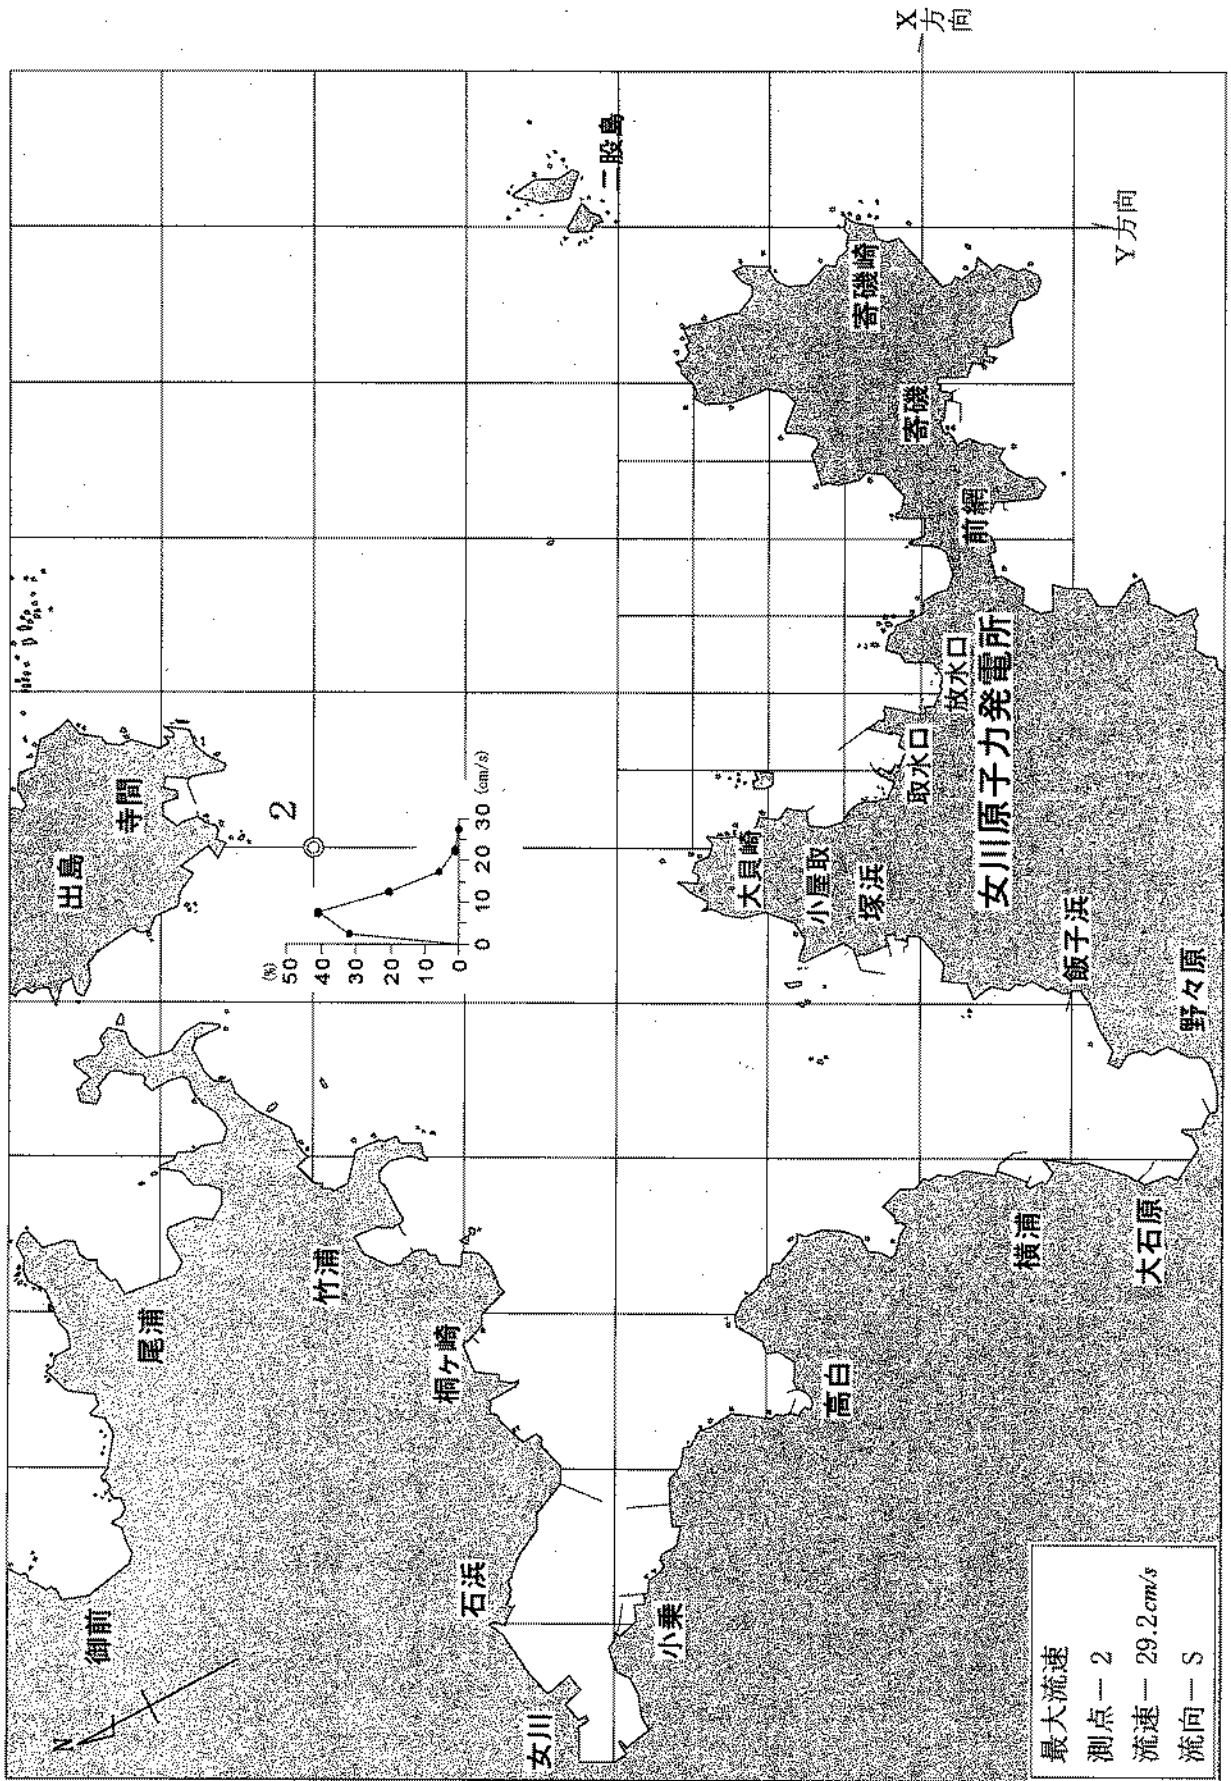 X方向
Y方向
二股島
寄磯崎
寄磯
前網
放水口
女川原子力発電所
取水口
大貝崎
小屋取
塚浜
飯子浜
野々原
出島
寺間
2
(%)
50
40
30
20
10
0
0 10 20 30 (cm/s)
横浦
大石原
竹浦
尾浦
桐ヶ崎
高白
石浜
小乗
御前
女川
N
最大流速
測点－2
流速－29.2cm/s
流向－S